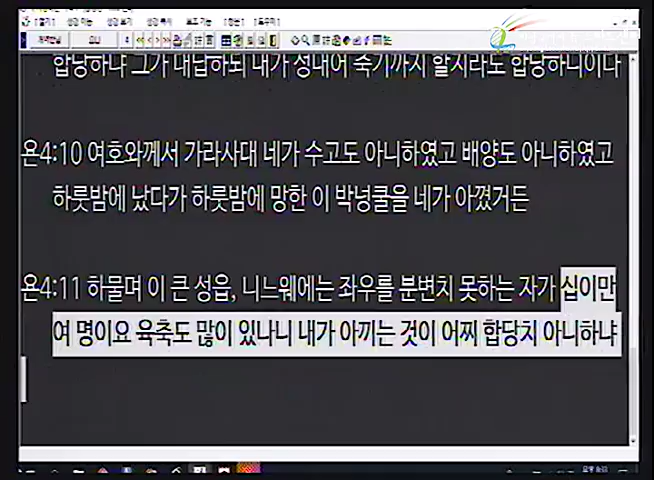 합당하냐 그가 대답하되 내가 성내어 죽기까지 할지라도 합당하니이다
욘4:10 여호와께서 가라사대 네가 수고도 아니하였고 배양도 아니하였고
하룻밤에 났다가 하룻밤에 망한 이 박넝쿨을 네가 아꼈거든
욘4:11 하물며 이 큰 성읍, 니느웨에는 좌우를 분변치 못하는 자가 십이만
여 명이요 육축도 많이 있나니 내가 아끼는 것이 어찌 합당치 아니하냐